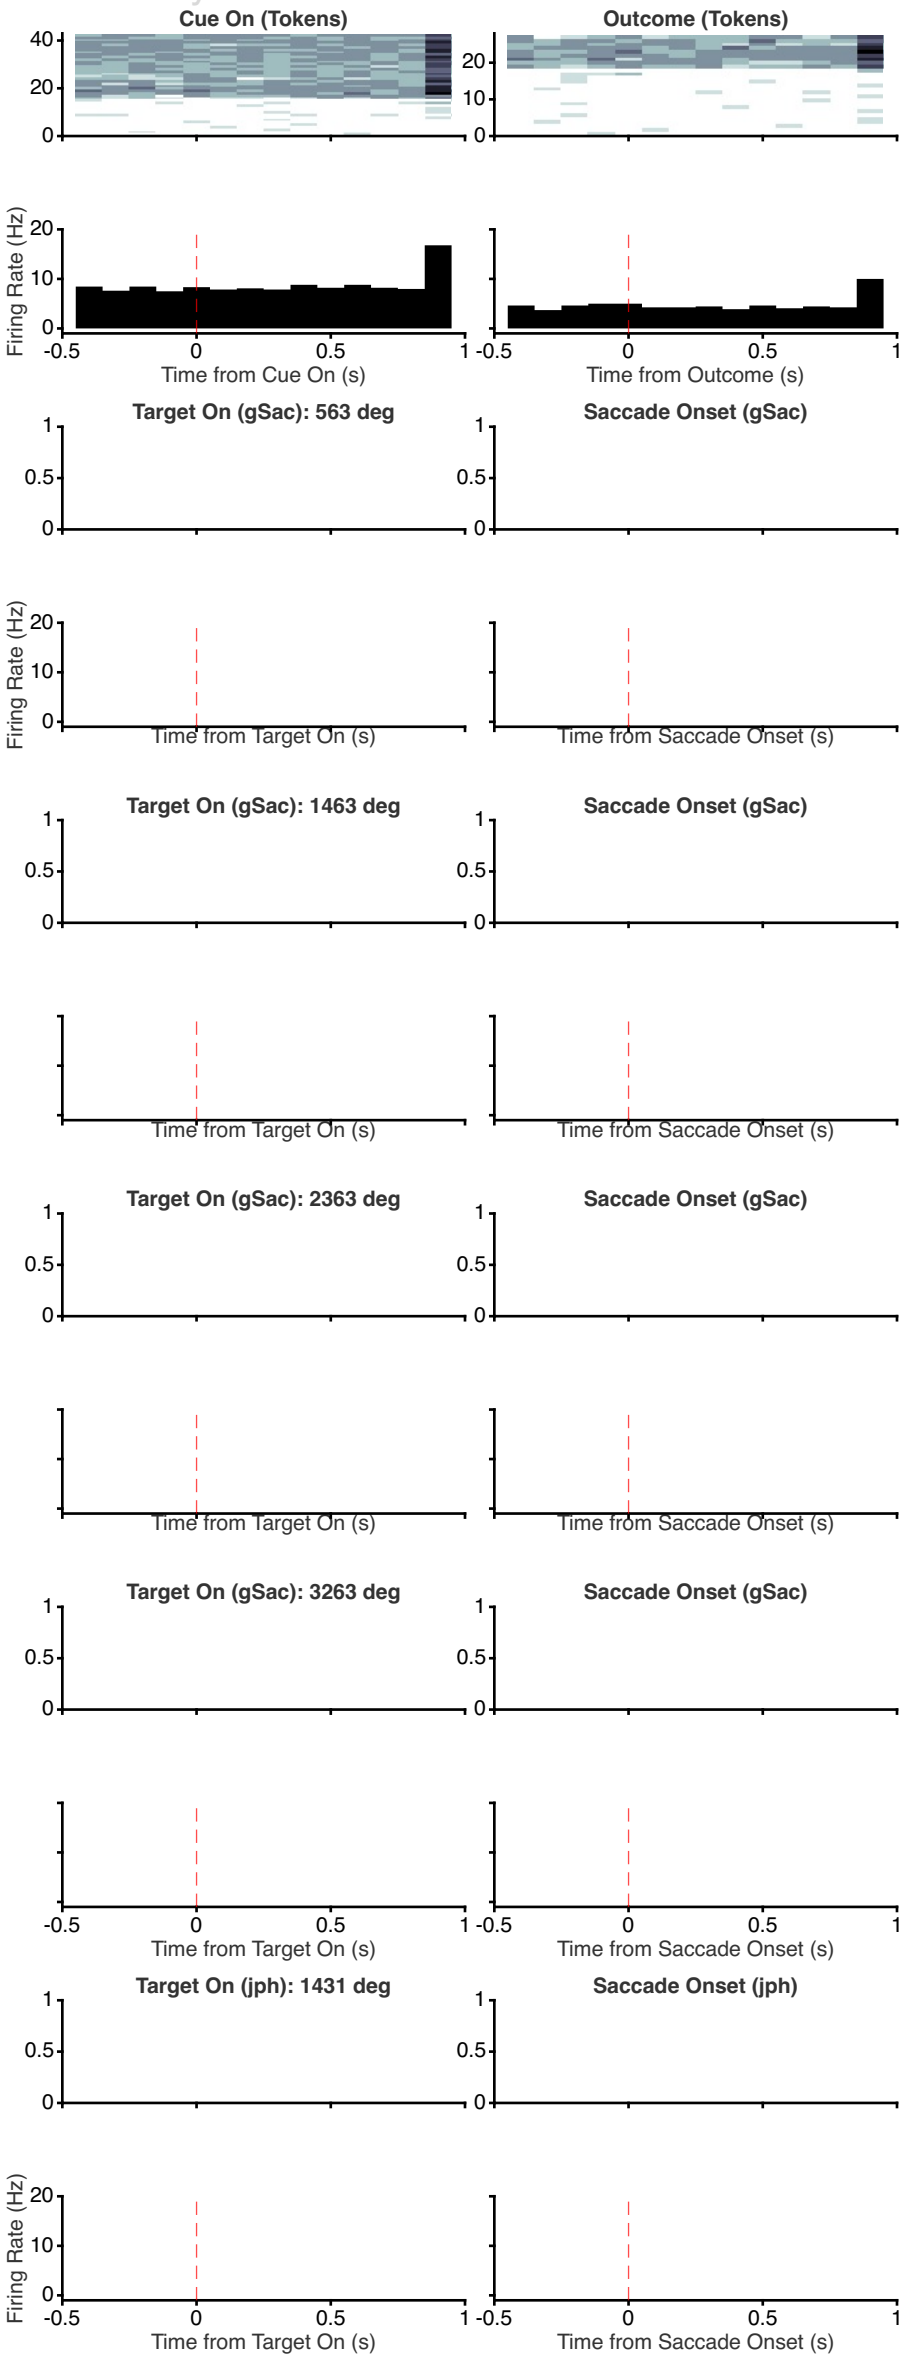 Cue On (Tokens) Outcome (Tokens)
40
20
0
20
10
0
Firing Rate (Hz)
20
10
0
-0.5 0 0.5 1 -0.5 0 0.5 1
Time from Cue On (s) Time from Outcome (s)
Target On (gSac): 563 deg Saccade Onset (gSac)
1 1
0.5 0.5
0 0
Firing Rate (Hz)
20
10
0
Time from Target On (s) Time from Saccade Onset (s)
Target On (gSac): 1463 deg Saccade Onset (gSac)
1 1
0.5 0.5
0 0
Time from Target On (s) Time from Saccade Onset (s)
Target On (gSac): 2363 deg Saccade Onset (gSac)
1 1
0.5 0.5
0 0
Time from Target On (s) Time from Saccade Onset (s)
Target On (gSac): 3263 deg Saccade Onset (gSac)
1 1
0.5 0.5
0 0
-0.5 0 0.5 1 -0.5 0 0.5 1
Time from Target On (s) Time from Saccade Onset (s)
Target On (jph): 1431 deg Saccade Onset (jph)
1 1
0.5 0.5
0 0
Firing Rate (Hz)
20
10
0
-0.5 0 0.5 1 -0.5 0 0.5 1
Time from Target On (s) Time from Saccade Onset (s)